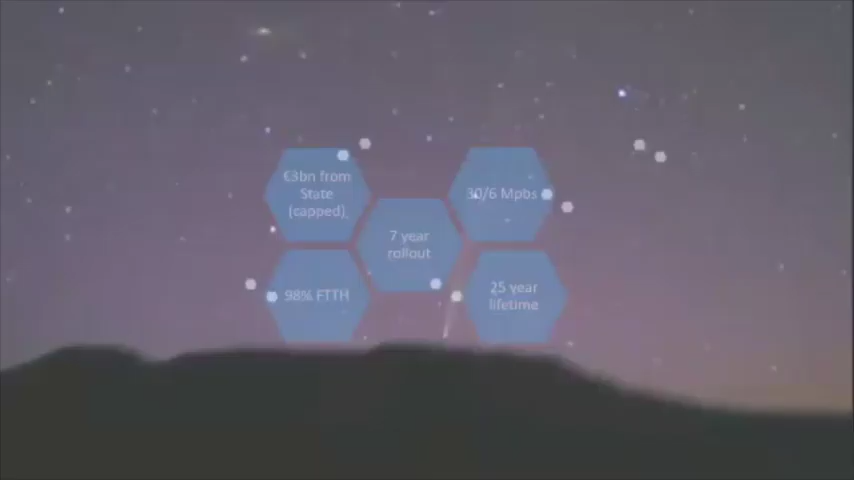 €3bn from
State
(capped)
30/6 Mpbs
7 year
rollout
98% FTTH
25 year
lifetime